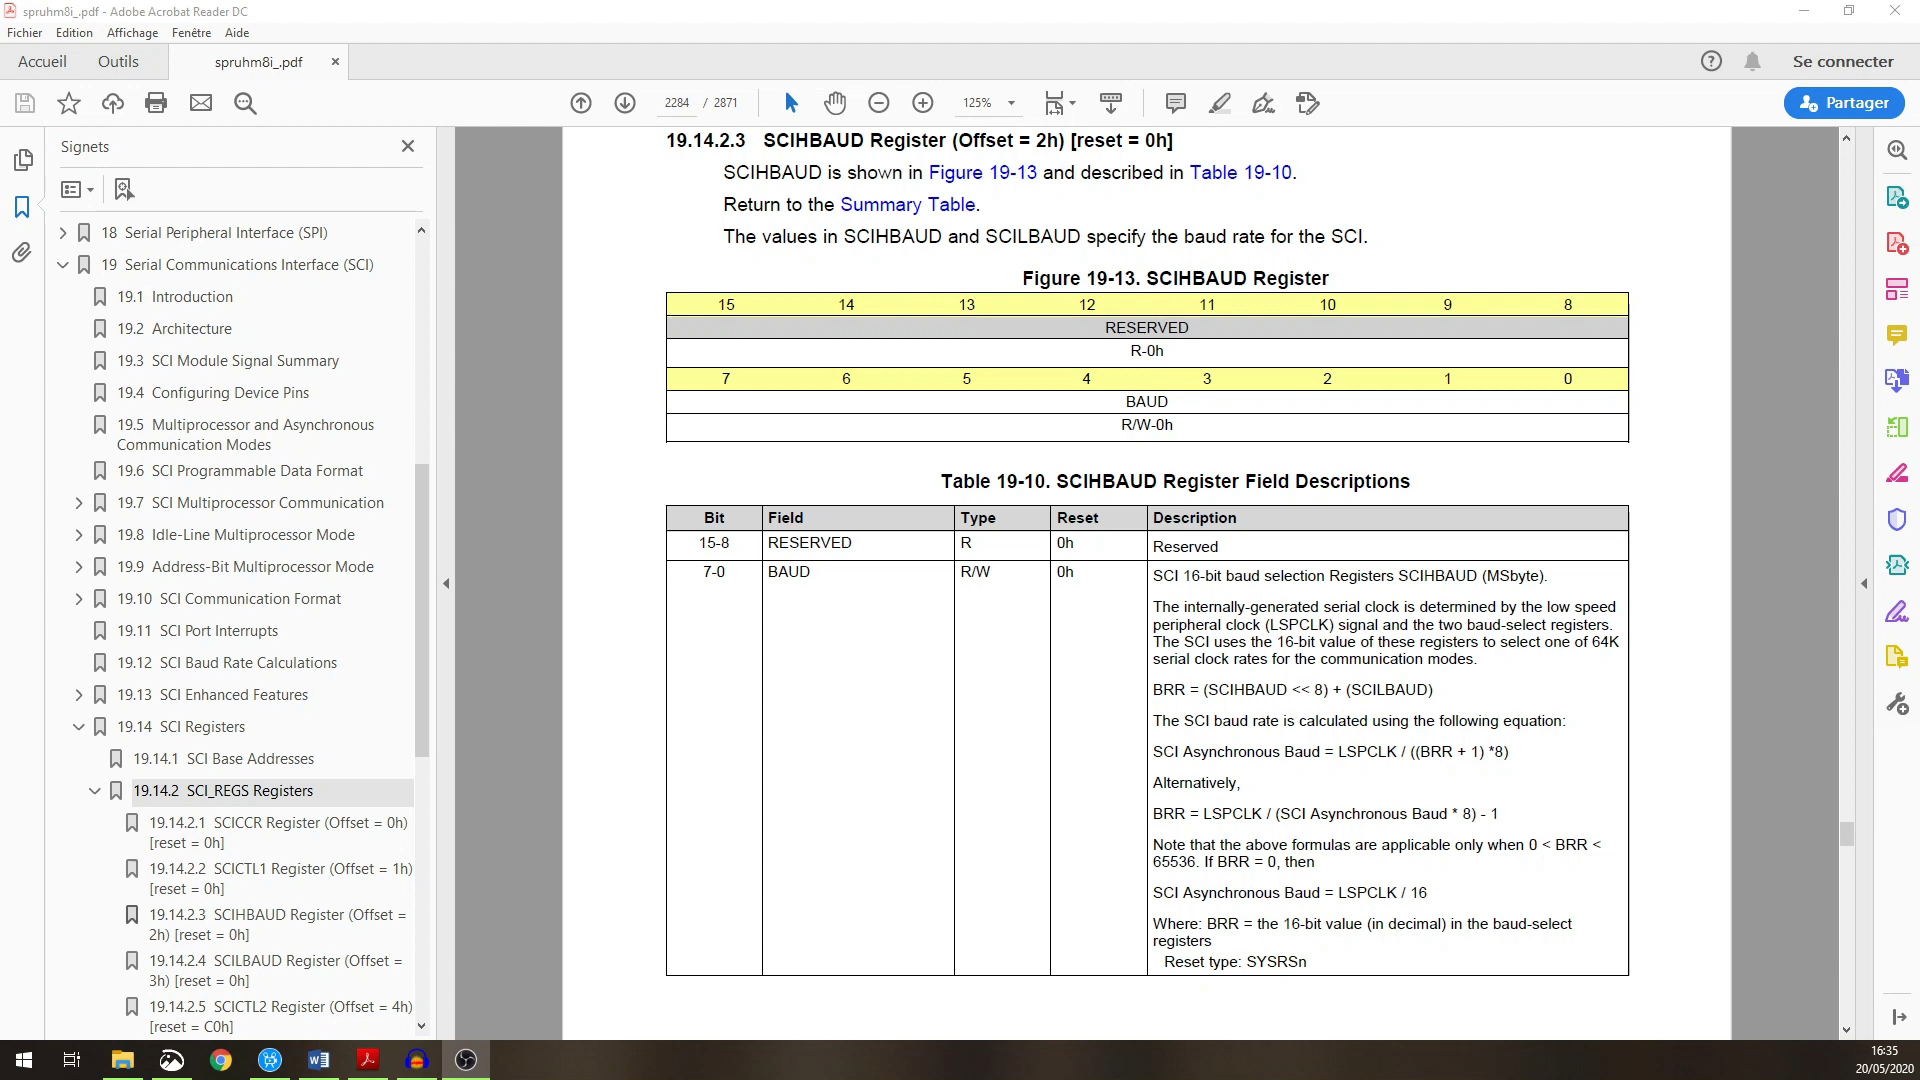 spruhm8i_.pdf - Adobe Acrobat Reader DC
Fichier Edition Affichage Fenêtre Aide
Accueil Outils spruhm8i_.pdf × Se connecter
2284 / 2871 125% Partager
Signets
18 Serial Peripheral Interface (SPI)
19 Serial Communications Interface (SCI)
19.1 Introduction
19.2 Architecture
19.3 SCI Module Signal Summary
19.4 Configuring Device Pins
19.5 Multiprocessor and Asynchronous
Communication Modes
19.6 SCI Programmable Data Format
19.7 SCI Multiprocessor Communication
19.8 Idle-Line Multiprocessor Mode
19.9 Address-Bit Multiprocessor Mode
19.10 SCI Communication Format
19.11 SCI Port Interrupts
19.12 SCI Baud Rate Calculations
19.13 SCI Enhanced Features
19.14 SCI Registers
19.14.1 SCI Base Addresses
19.14.2 SCI_REGS Registers
19.14.2.1 SCICCR Register (Offset = 0h)
[reset = 0h]
19.14.2.2 SCICTL1 Register (Offset = 1h)
[reset = 0h]
19.14.2.3 SCIHBAUD Register (Offset =
2h) [reset = 0h]
19.14.2.4 SCILBAUD Register (Offset =
3h) [reset = 0h]
19.14.2.5 SCICTL2 Register (Offset = 4h)
[reset = C0h]
19.14.2.3 SCIHBAUD Register (Offset = 2h) [reset = 0h]
SCIHBAUD is shown in Figure 19-13 and described in Table 19-10.
Return to the Summary Table.
The values in SCIHBAUD and SCILBAUD specify the baud rate for the SCI.
Figure 19-13. SCIHBAUD Register
15 14 13 12 11 10 9 8
RESERVED
R-0h
7 6 5 4 3 2 1 0
BAUD
R/W-0h
Table 19-10. SCIHBAUD Register Field Descriptions
Bit Field Type Reset Description
15-8 RESERVED R 0h Reserved
7-0 BAUD R/W 0h SCI 16-bit baud selection Registers SCIHBAUD (MSbyte).
The internally-generated serial clock is determined by the low speed
peripheral clock (LSPCLK) signal and the two baud-select registers.
The SCI uses the 16-bit value of these registers to select one of 64K
serial clock rates for the communication modes.
BRR = (SCIHBAUD << 8) + (SCILBAUD)
The SCI baud rate is calculated using the following equation:
SCI Asynchronous Baud = LSPCLK / ((BRR + 1) *8)
Alternatively,
BRR = LSPCLK / (SCI Asynchronous Baud * 8) - 1
Note that the above formulas are applicable only when 0 < BRR <
65536. If BRR = 0, then
SCI Asynchronous Baud = LSPCLK / 16
Where: BRR = the 16-bit value (in decimal) in the baud-select
registers
Reset type: SYSRSn
16:35
20/05/2020